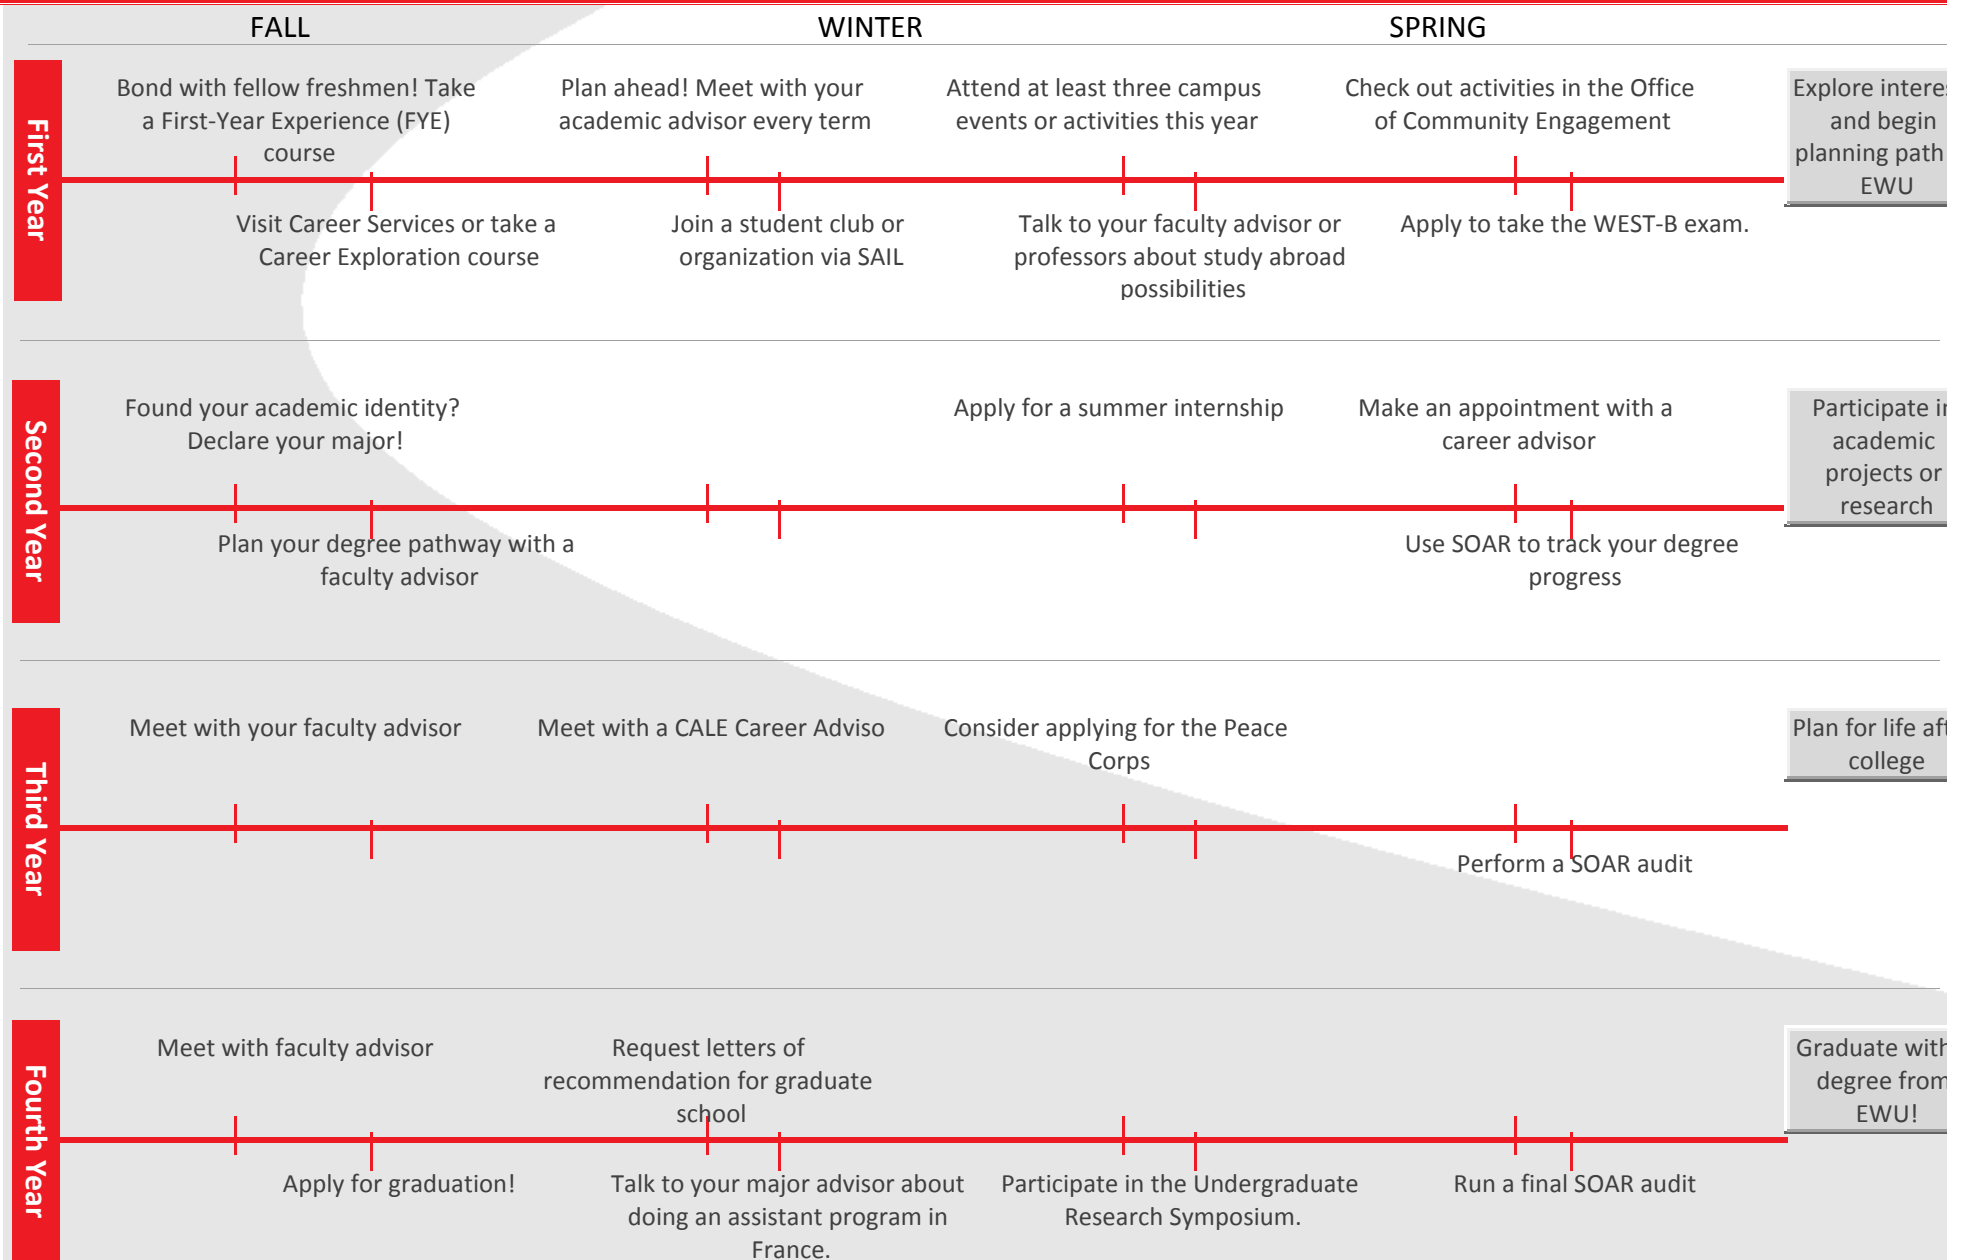 FALL
WINTER
SPRING
First Year
Bond with fellow freshmen! Take
a First-Year Experience (FYE)
course
Plan ahead! Meet with your
academic advisor every term
Attend at least three campus
events or activities this year
Check out activities in the Office
of Community Engagement
Explore interes
and begin
planning path
EWU
Visit Career Services or take a
Career Exploration course
Join a student club or
organization via SAIL
Talk to your faculty advisor or
professors about study abroad
possibilities
Apply to take the WEST-B exam.
Second Year
Found your academic identity?
Declare your major!
Apply for a summer internship
Make an appointment with a
career advisor
Participate in
academic
projects or
research
Plan your degree pathway with a
faculty advisor
Use SOAR to track your degree
progress
Third Year
Meet with your faculty advisor
Meet with a CALE Career Adviso
Consider applying for the Peace
Corps
Plan for life aft
college
Perform a SOAR audit
Fourth Year
Meet with faculty advisor
Request letters of
recommendation for graduate
school
Graduate with
degree from
EWU!
Apply for graduation!
Talk to your major advisor about
doing an assistant program in
France.
Participate in the Undergraduate
Research Symposium.
Run a final SOAR audit